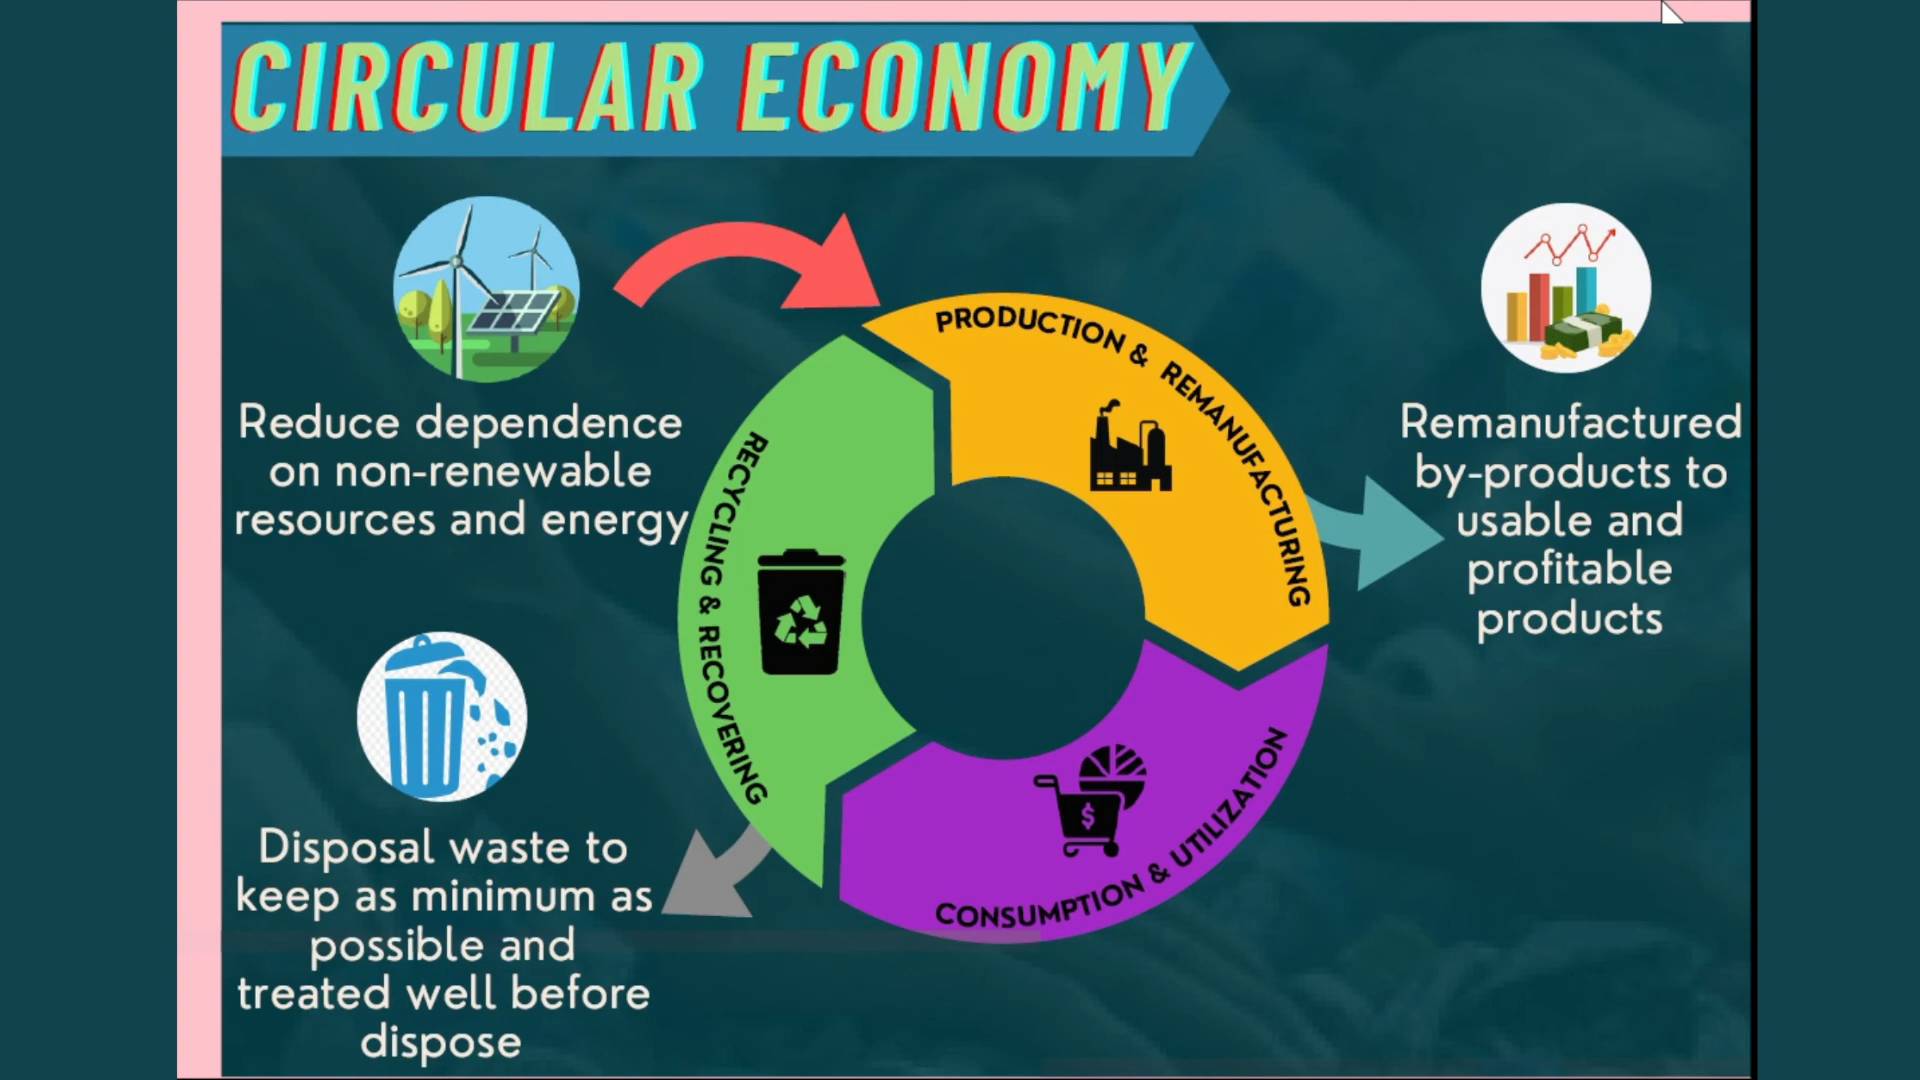 CIRCULAR ECONOMY
Reduce dependence
on non-renewable
resources and energy
PRODUCTION & REMANUFACTURING
Remanufactured
by-products to
usable and
profitable
products
RECYCLING & RECOVERING
$
CONSUMPTION & UTILIZATION
Disposal waste to
keep as minimum as
possible and
treated well before
dispose